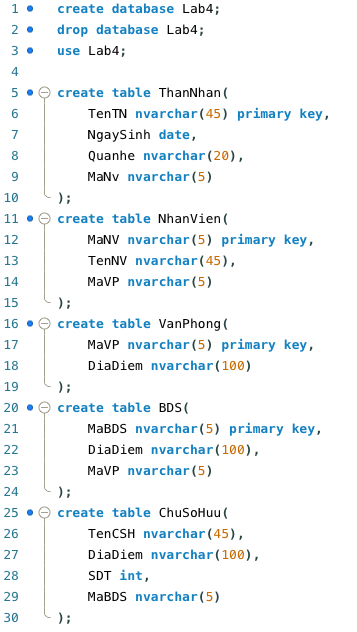 1 create database Lab4;
2 drop database Lab4;
3 use Lab4;
4
5 create table ThanNhan(
6 TenTN nvarchar(45) primary key,
7 NgaySinh date,
8 Quanhe nvarchar(20),
9 MaNv nvarchar(5)
10 );
11 create table NhanVien(
12 MaNV nvarchar(5) primary key,
13 TenNV nvarchar(45),
14 MaVP nvarchar(5)
15 );
16 create table VanPhong(
17 MaVP nvarchar(5) primary key,
18 DiaDiem nvarchar(100)
19 );
20 create table BDS(
21 MaBDS nvarchar(5) primary key,
22 DiaDiem nvarchar(100),
23 MaVP nvarchar(5)
24 );
25 create table ChuSoHuu(
26 TenCSH nvarchar(45),
27 DiaDiem nvarchar(100),
28 SDT int,
29 MaBDS nvarchar(5)
30 );